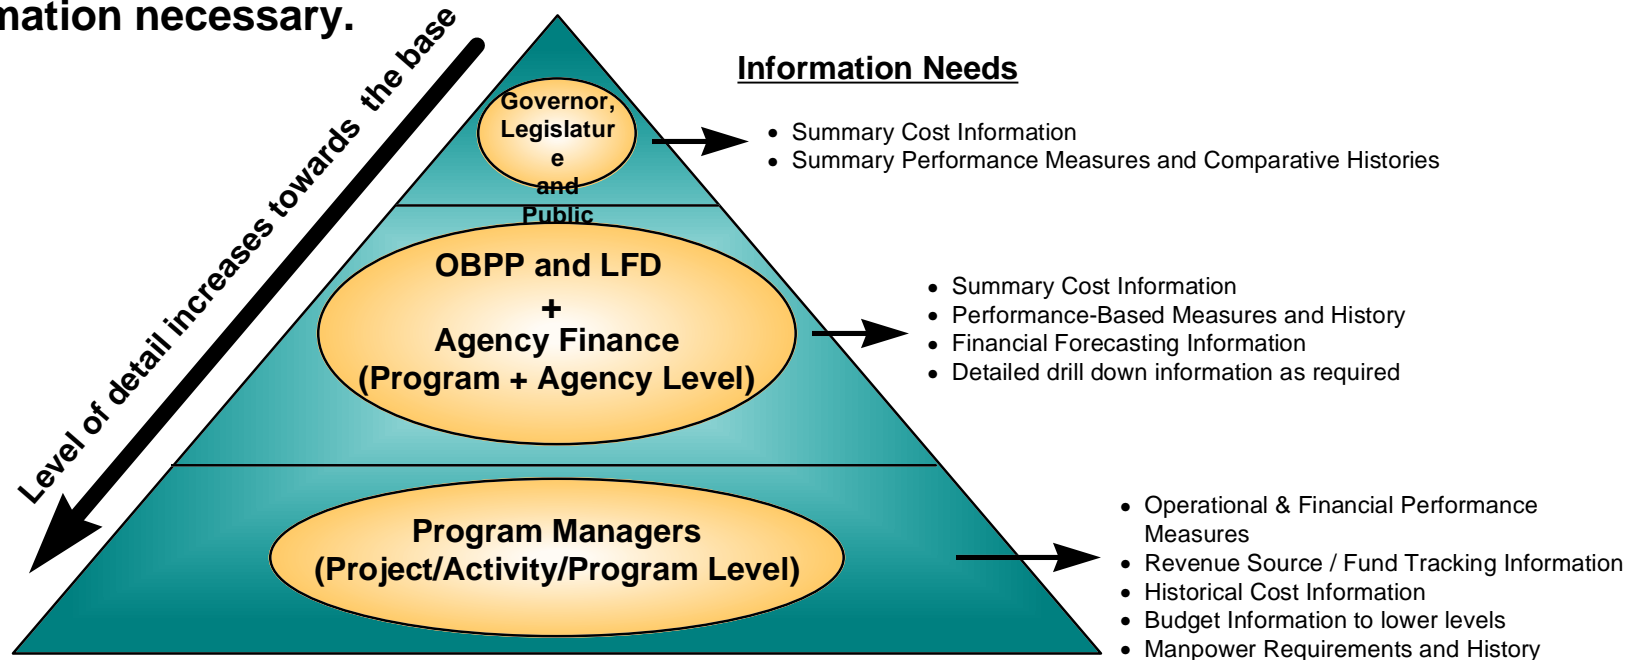 mation necessary.
Level of detail increases towards the base
Information Needs
Governor,
Legislatur
e
and
Public
• Summary Cost Information
• Summary Performance Measures and Comparative Histories
OBPP and LFD
+
Agency Finance
(Program + Agency Level)
• Summary Cost Information
• Performance-Based Measures and History
• Financial Forecasting Information
• Detailed drill down information as required
Program Managers
(Project/Activity/Program Level)
• Operational & Financial Performance
Measures
• Revenue Source / Fund Tracking Information
• Historical Cost Information
• Budget Information to lower levels
• Manpower Requirements and History